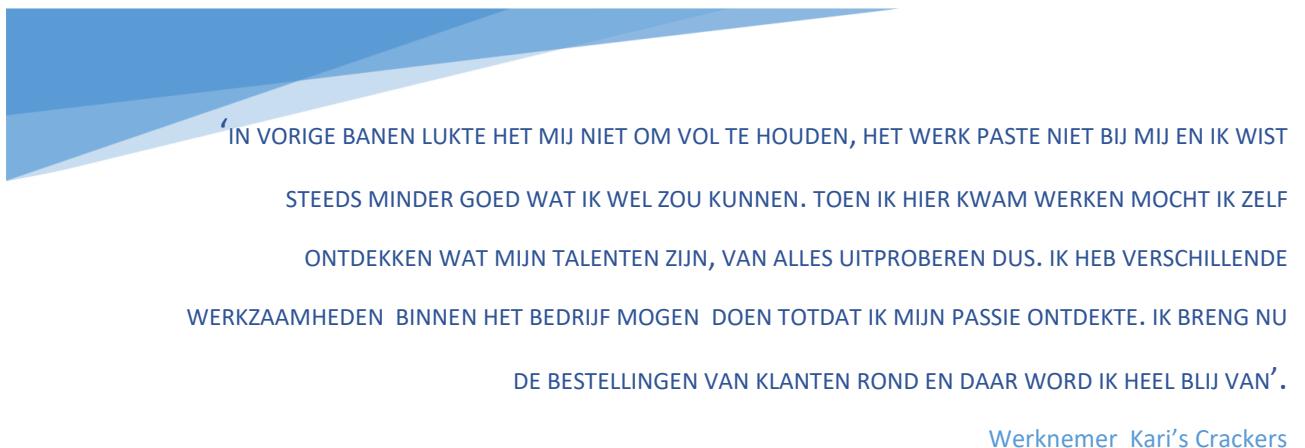 ‘IN VORIGE BANEN LUKTE HET MIJ NIET OM VOL TE HOUDEN, HET WERK PASTE NIET BIJ MIJ EN IK WIST
STEEDS MINDER GOED WAT IK WEL ZOU KUNNEN. TOEN IK HIER KWAM WERKEN MOCHT IK ZELF
ONTDEKKEN WAT MIJN TALENTEN ZIJN, VAN ALLES UITPROBEREN DUS. IK HEB VERSCHILLENDE
WERKZAAMHEDEN BINNEN HET BEDRIJF MOGEN DOEN TOTDAT IK MIJN PASSIE ONTDEKTE. IK BRENG NU
DE BESTELLINGEN VAN KLANTEN ROND EN DAAR WORD IK HEEL BLIJ VAN’.
Werknemer Kari’s Crackers